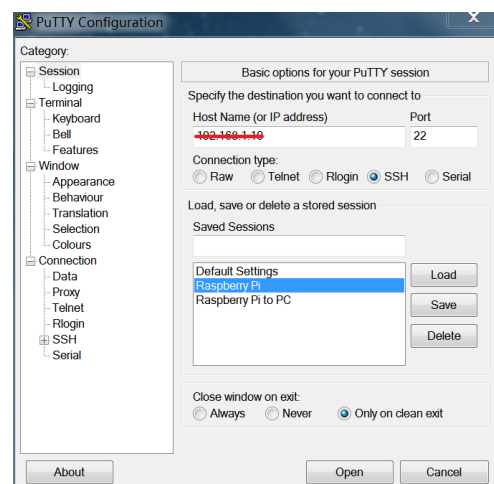 PuTTY Configuration
X
Category:
Session
Logging
Terminal
Keyboard
Bell
Features
Window
Appearance
Behaviour
Translation
Selection
Colours
Connection
Data
Proxy
Telnet
Rlogin
SSH
Serial
Basic options for your PuTTY session
Specify the destination you want to connect to
Host Name (or IP address) Port
22
Connection type:
Raw Telnet Rlogin SSH Serial
Load, save or delete a stored session
Saved Sessions
Default Settings
Raspberry Pi
Raspberry Pi to PC
Load
Save
Delete
Close window on exit:
Always Never Only on clean exit
About Open Cancel